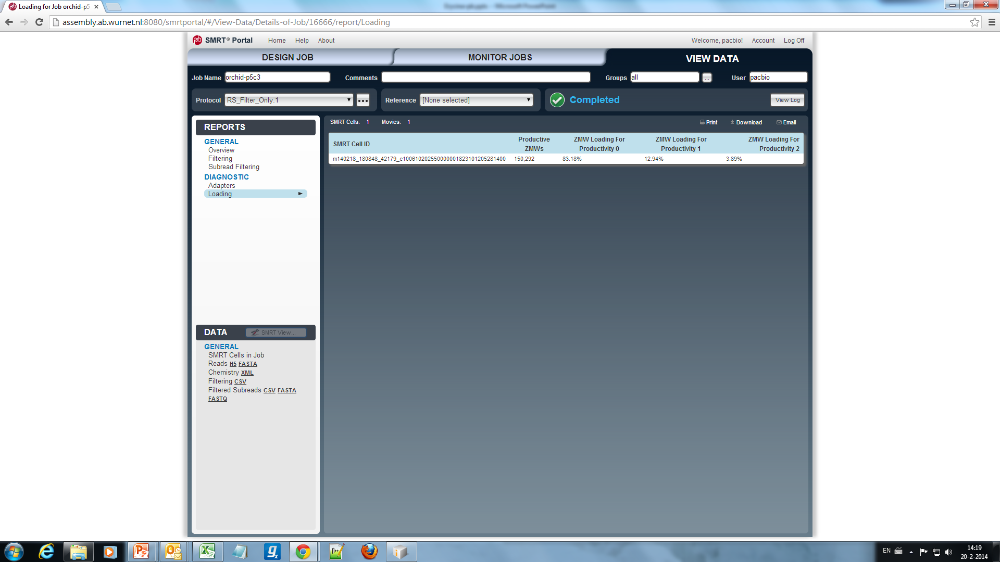 Loading for Job orchid-p5
assembly.ab.wurnet.nl:8080/smrtportal/#/View-Data/Details-of-Job/16666/report/Loading
SMRT® Portal Home Help About Welcome, pacbio! Account Log Off
DESIGN JOB MONITOR JOBS VIEW DATA
Job Name orchid-p5c3 Comments Groups all ... User pacbio
Protocol RS_Filter_Only.1 Reference [None selected] Completed View Log
REPORTS
GENERAL
Overview
Filtering
Subread Filtering
DIAGNOSTIC
Adapters
Loading
SMRT Cells: 1 Movies: 1 Print Download Email
SMRT Cell ID Productive ZMWs ZMW Loading For Productivity 0 ZMW Loading For Productivity 1 ZMW Loading For Productivity 2
m140218_180848_42179_c100610202550000001823101205281400 150,292 83.18% 12.94% 3.89%
DATA SMRT View...
GENERAL
SMRT Cells in Job
Reads H5 FASTA
Chemistry XML
Filtering CSV
Filtered Subreads CSV FASTA
FASTQ
EN 14:19
20-2-2014